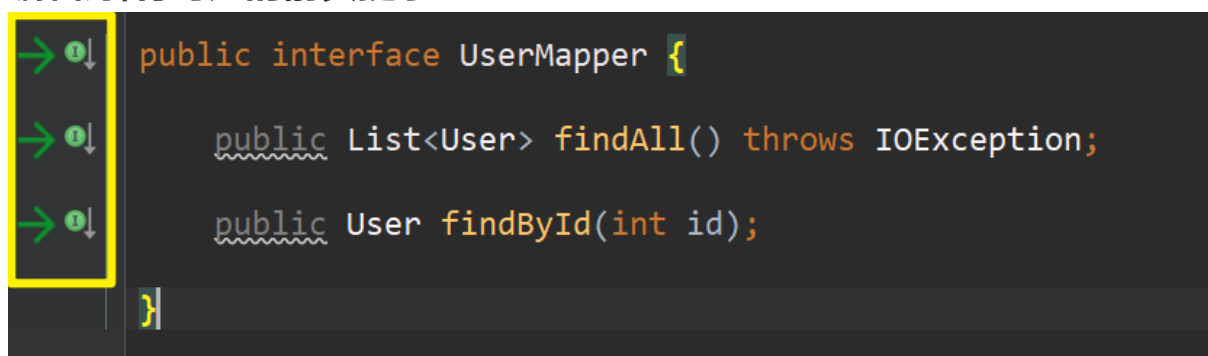 public interface UserMapper {
public List<User> findAll() throws IOException;
public User findById(int id);
}